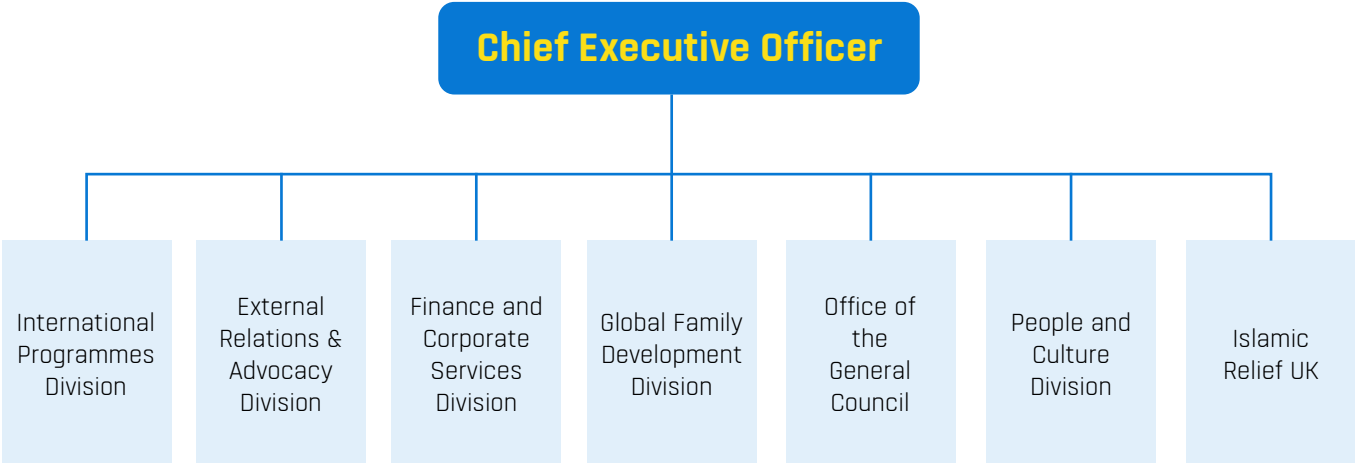 Chief Executive Officer
International
Programmes
Division
External
Relations &
Advocacy
Division
Finance and
Corporate
Services
Division
Global Family
Development
Division
Office of
the
General
Council
People and
Culture
Division
Islamic
Relief UK